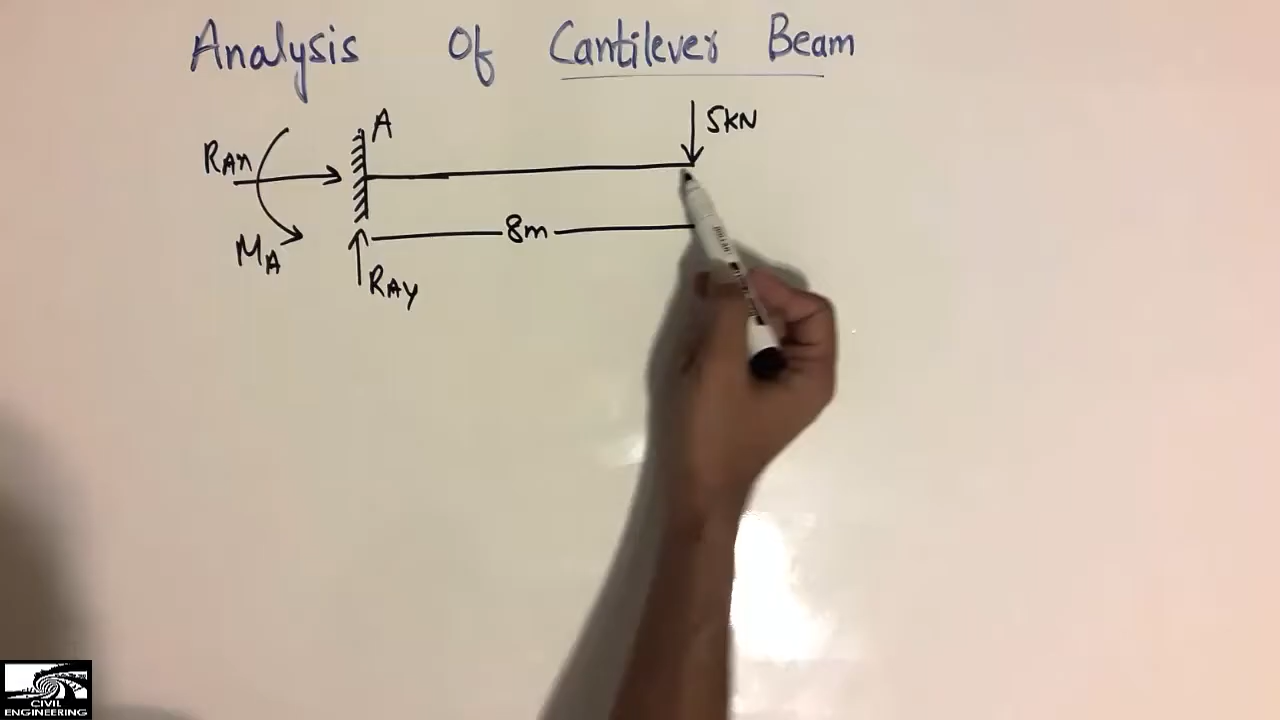 Analysis Of Cantilever Beam
A
5KN
RAx
8m
MA
RAY
CIVIL
ENGINEERING